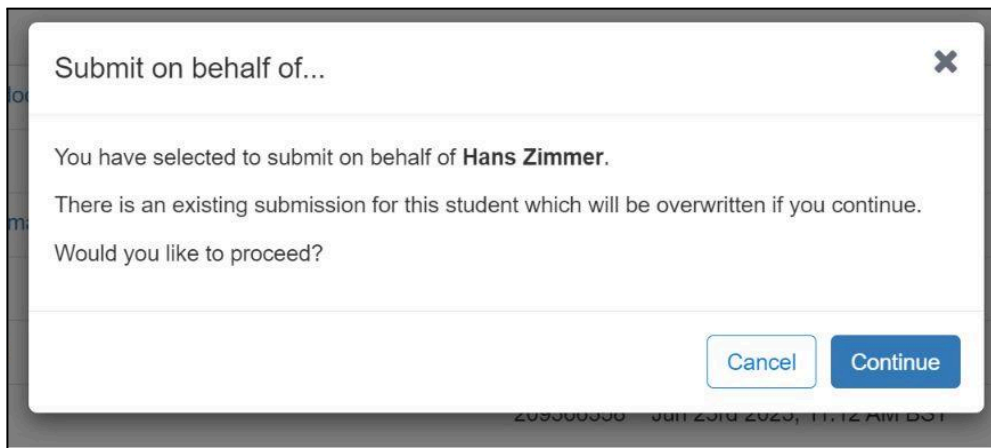 Submit on behalf of...
You have selected to submit on behalf of Hans Zimmer.
There is an existing submission for this student which will be overwritten if you continue.
Would you like to proceed?
Cancel
Continue